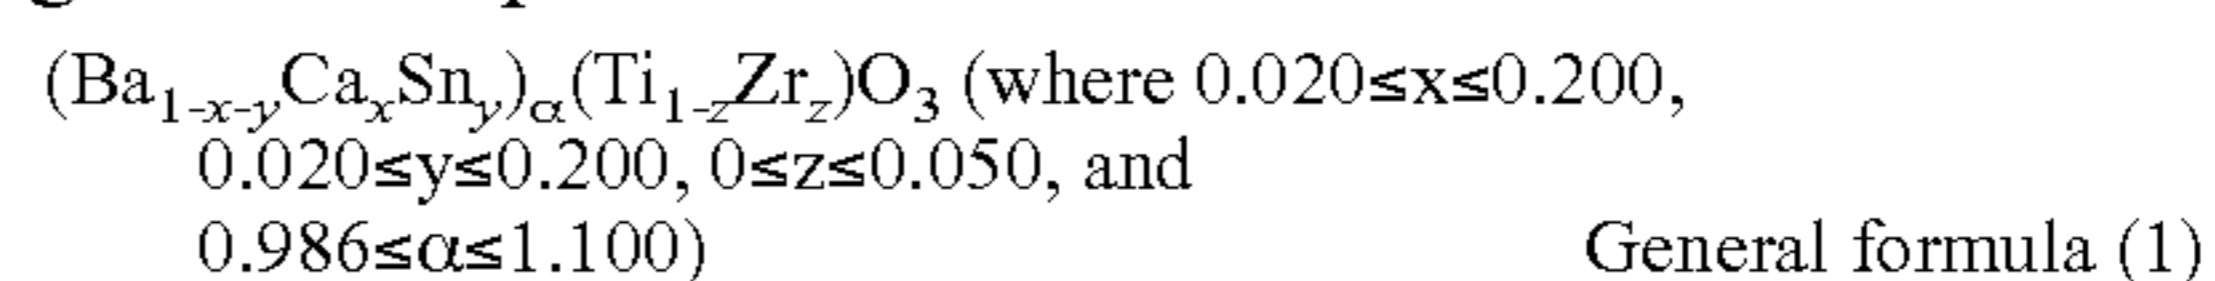 (Ba₁₋ₓ₋ᵧCaₓSnᵧ)α(Ti₁₋zZrz)O₃ (where 0.020≤x≤0.200,
0.020≤y≤0.200, 0≤z≤0.050, and
0.986≤α≤1.100) General formula (1)